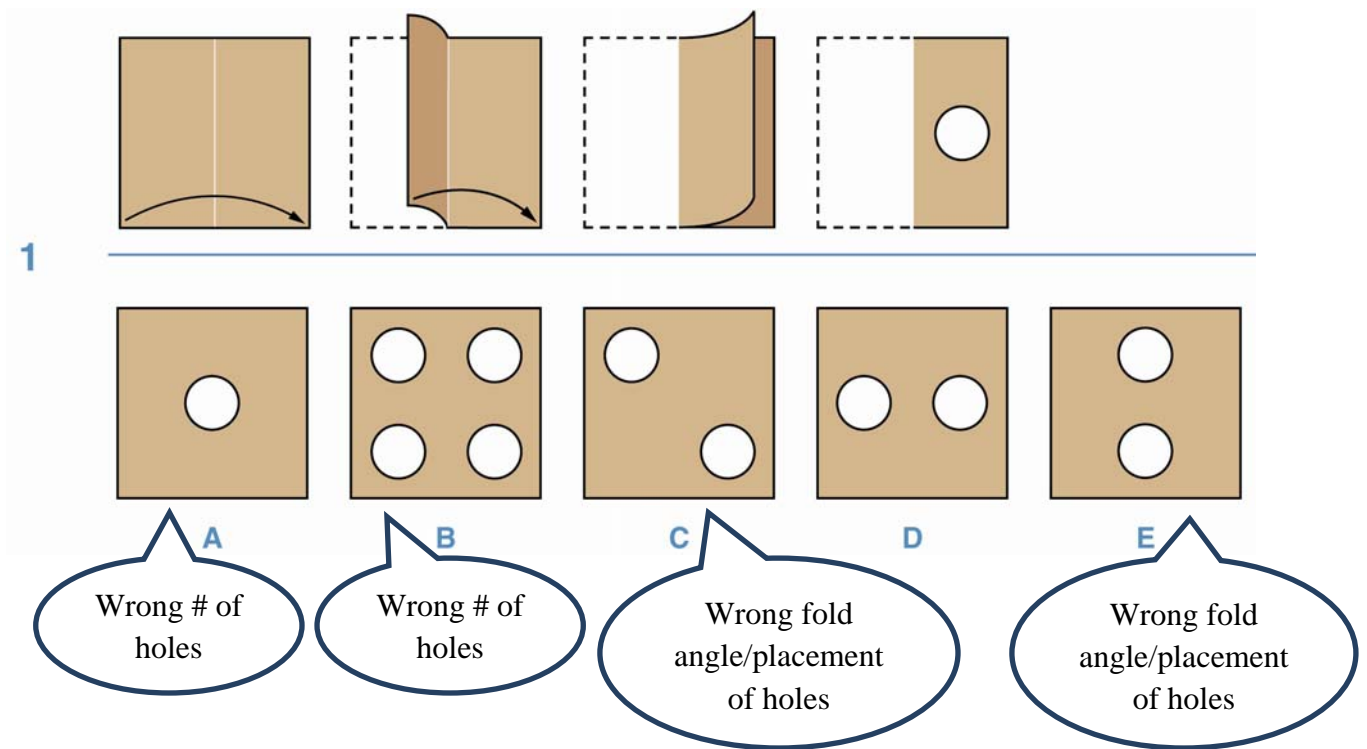 1
A
B
C
D
E
Wrong # of
holes
Wrong # of
holes
Wrong fold
angle/placement
of holes
Wrong fold
angle/placement
of holes